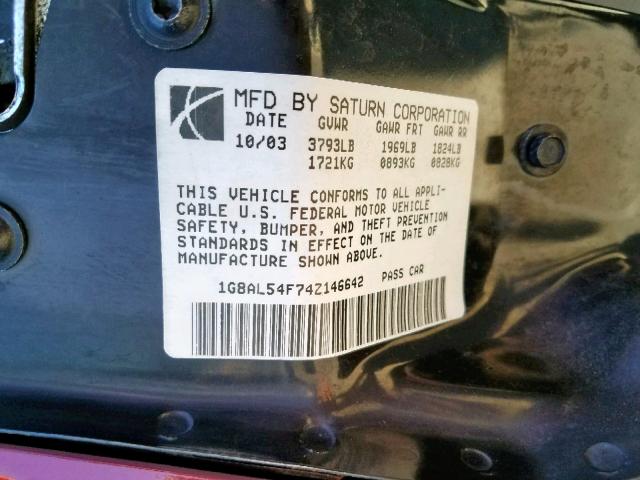 MFD BY SATURN CORPORATION
DATE GVWR GAWR FRT GAWR RR
10/03 3793LB 1969LB 1824LB
1721KG 0893KG 0828KG
THIS VEHICLE CONFORMS TO ALL APPLI-
CABLE U.S. FEDERAL MOTOR VEHICLE
SAFETY, BUMPER, AND THEFT PREVENTION
STANDARDS IN EFFECT ON THE DATE OF
MANUFACTURE SHOWN ABOVE.
1G8AL54F74Z146642 PASS CAR